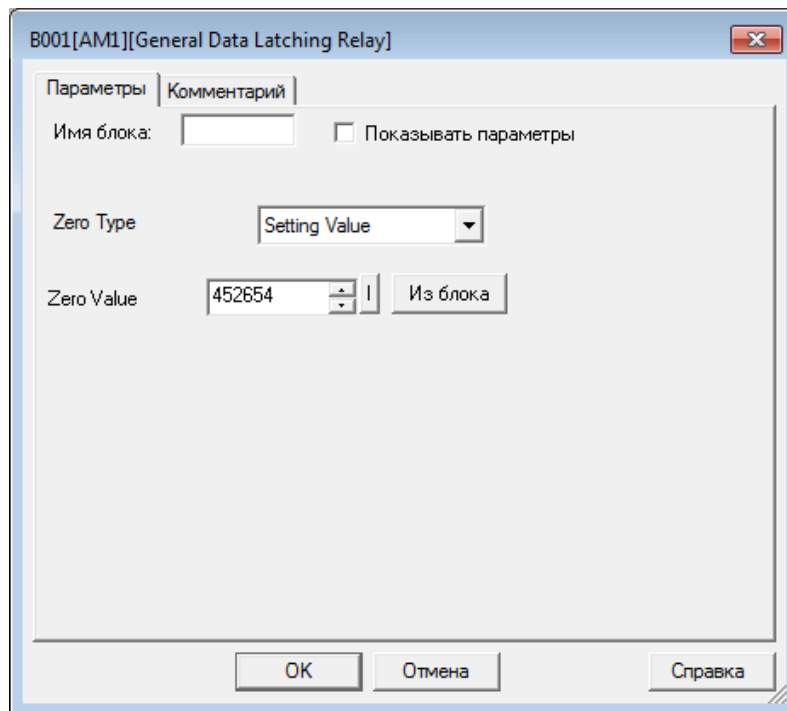 B001[AM1][General Data Latching Relay]
Параметры Комментарий
Имя блока: Показывать параметры
Zero Type Setting Value
Zero Value 452654 I Из блока
OK Отмена Справка